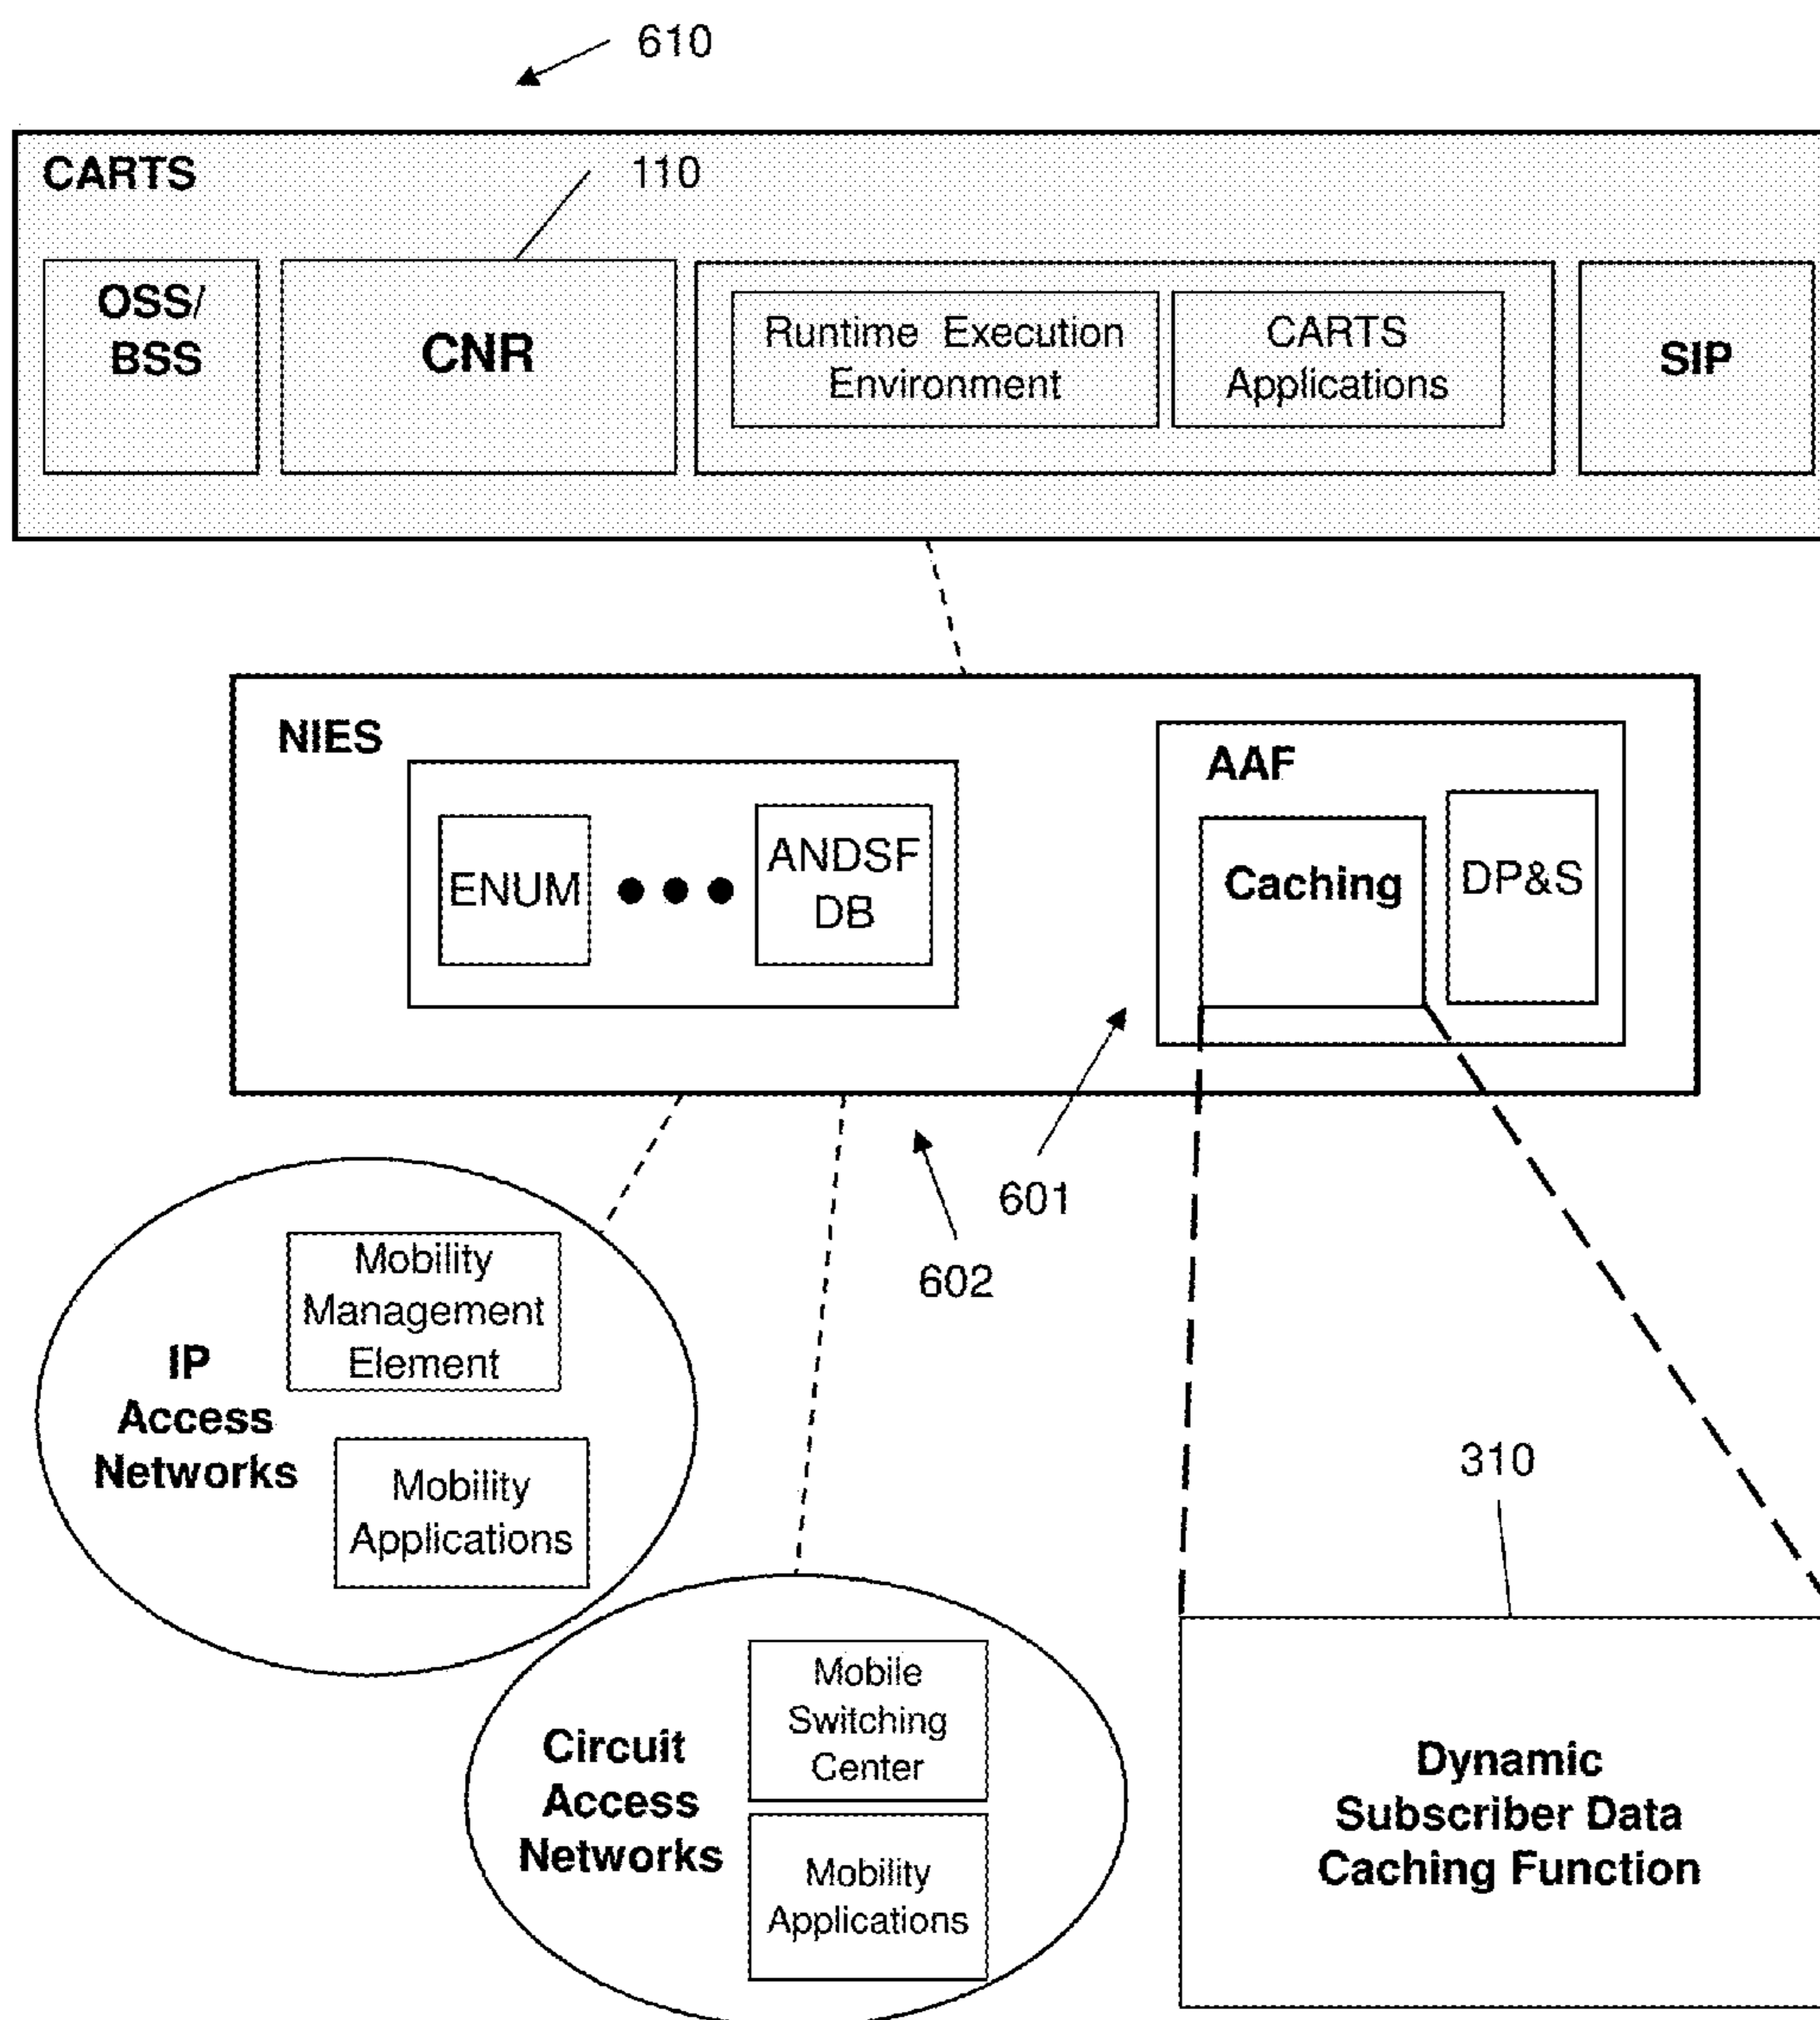 610
CARTS
110
OSS/
BSS
CNR
Runtime Execution
Environment
CARTS
Applications
SIP
NIES
ENUM
ANDSF
DB
AAF
Caching
DP&S
601
602
IP
Access
Networks
Mobility
Management
Element
Mobility
Applications
310
Circuit
Access
Networks
Mobile
Switching
Center
Mobility
Applications
Dynamic
Subscriber Data
Caching Function